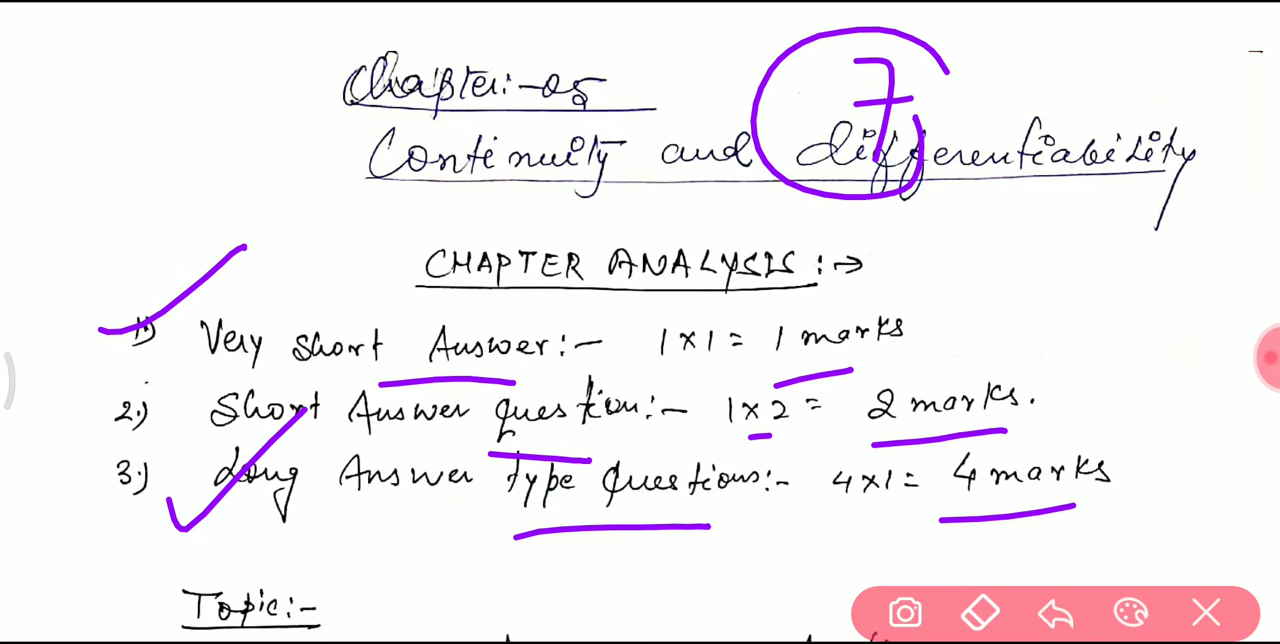 Chapter:-05
Continuity and differentiability
7
CHAPTER ANALYSIS :→
1) Very short Answer:- 1×1 = 1 marks
2.) Short Answer question:- 1×2 = 2 marks.
3.) Long Answer type Questions:- 4×1 = 4 marks
Topic:-